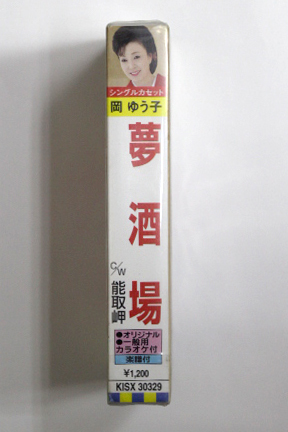 シングルカセット
岡 ゆう子
夢酒場
C/W
能取岬
●オリジナル
●一般用
カラオケ付
楽譜付
¥1,200
KISX 30329